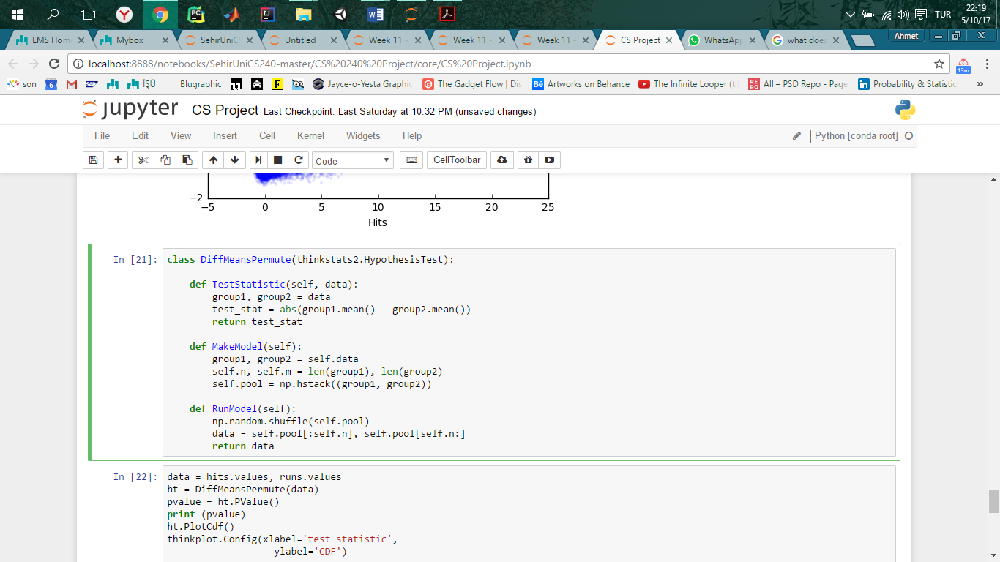 22:19
TUR
5/10/17
LMS Hom
Mybox
SehirUniC
Untitled
Week 11 -
Week 11 -
Week 11 -
CS Project
WhatsApp
what doe
Ahmet
localhost:8888/notebooks/SehirUniCS240-master/CS%20240%20Project/core/CS%20Project.ipynb
13m
son
6
SAP
İŞÜ
Blugraphic
Jayce-o-Yesta Graphic
The Gadget Flow | Dis
Bē Artworks on Behance
The Infinite Looper (ti
All – PSD Repo - Page
in Probability & Statistic
»
jupyter CS Project Last Checkpoint: Last Saturday at 10:32 PM (unsaved changes)
File Edit View Insert Cell Kernel Widgets Help
Python [conda root]
Code
CellToolbar
−2
−5 0 5 10 15 20 25
Hits
In [21]: class DiffMeansPermute(thinkstats2.HypothesisTest):
def TestStatistic(self, data):
group1, group2 = data
test_stat = abs(group1.mean() - group2.mean())
return test_stat
def MakeModel(self):
group1, group2 = self.data
self.n, self.m = len(group1), len(group2)
self.pool = np.hstack((group1, group2))
def RunModel(self):
np.random.shuffle(self.pool)
data = self.pool[:self.n], self.pool[self.n:]
return data
In [22]: data = hits.values, runs.values
ht = DiffMeansPermute(data)
pvalue = ht.PValue()
print (pvalue)
ht.PlotCdf()
thinkplot.Config(xlabel='test statistic',
ylabel='CDF')